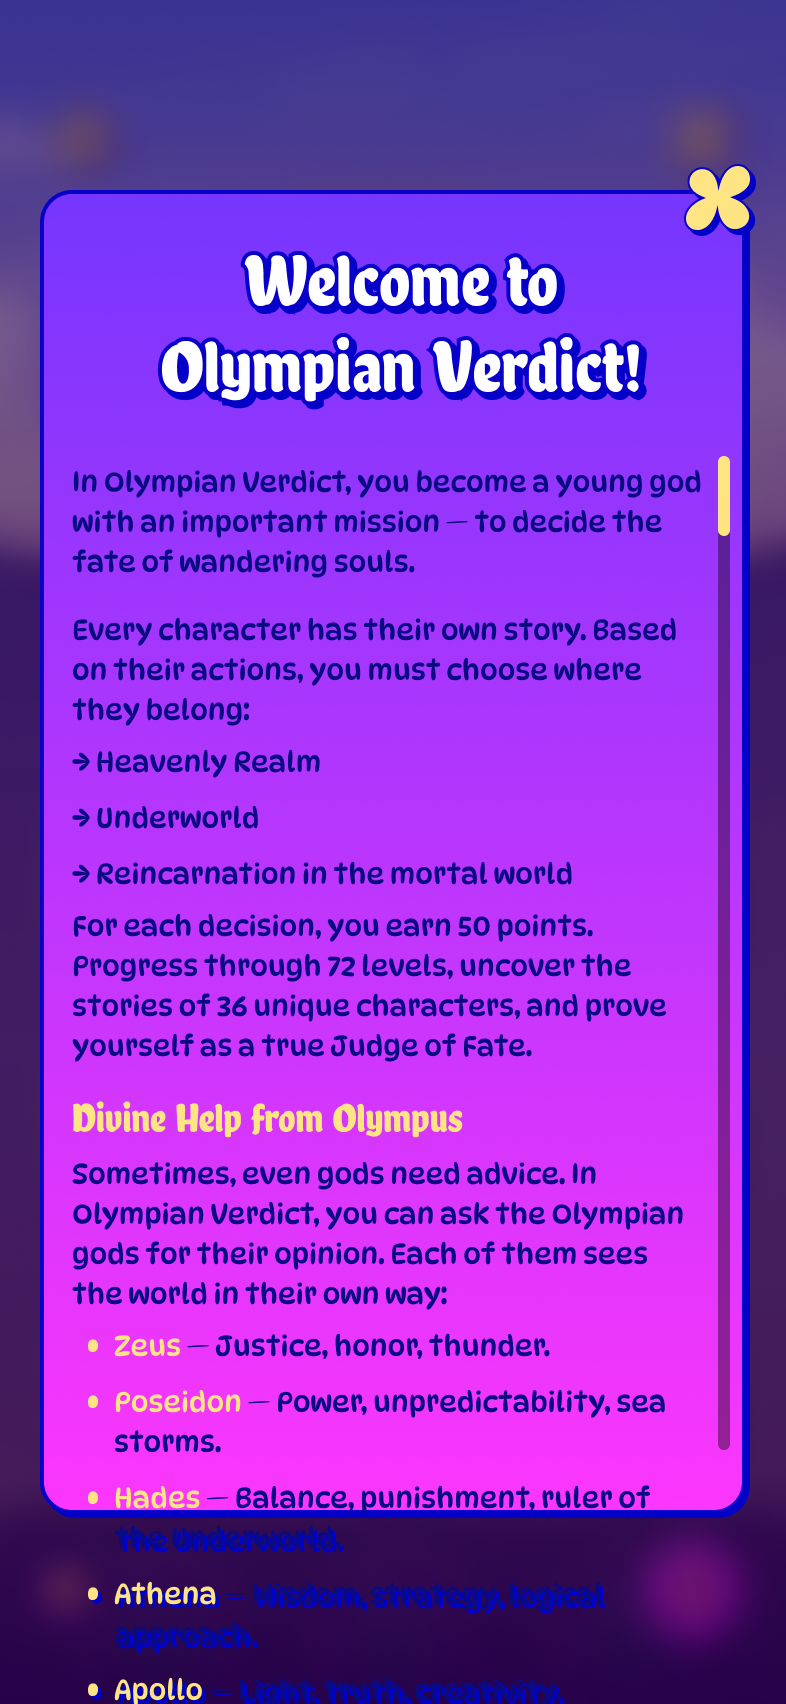 Welcome to
Olympian Verdict!
In Olympian Verdict, you become a young god
with an important mission — to decide the
fate of wandering souls.
Every character has their own story. Based
on their actions, you must choose where
they belong:
→ Heavenly Realm
→ Underworld
→ Reincarnation in the mortal world
For each decision, you earn 50 points.
Progress through 72 levels, uncover the
stories of 36 unique characters, and prove
yourself as a true Judge of Fate.
Divine Help from Olympus
Sometimes, even gods need advice. In
Olympian Verdict, you can ask the Olympian
gods for their opinion. Each of them sees
the world in their own way:
• Zeus — Justice, honor, thunder.
• Poseidon — Power, unpredictability, sea
storms.
• Hades — Balance, punishment, ruler of
the Underworld.
• Athena — Wisdom, strategy, logical
approach.
• Apollo — Light, truth, creativity.